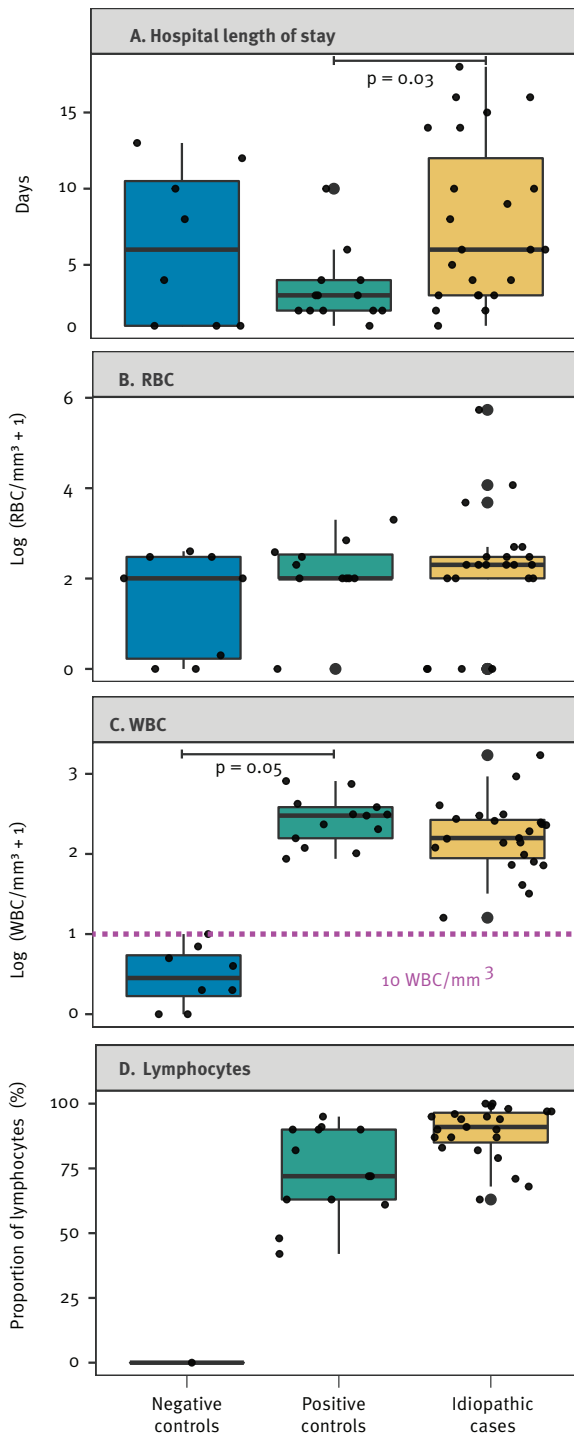 A. Hospital length of stay
p = 0.03
15
10
5
0
Days
B. RBC
6
4
2
0
Log (RBC/mm³ + 1)
C. WBC
p = 0.05
3
2
1
0
Log (WBC/mm³ + 1)
10 WBC/mm³
D. Lymphocytes
100
75
50
25
0
Proportion of lymphocytes (%)
Negative controls
Positive controls
Idiopathic cases